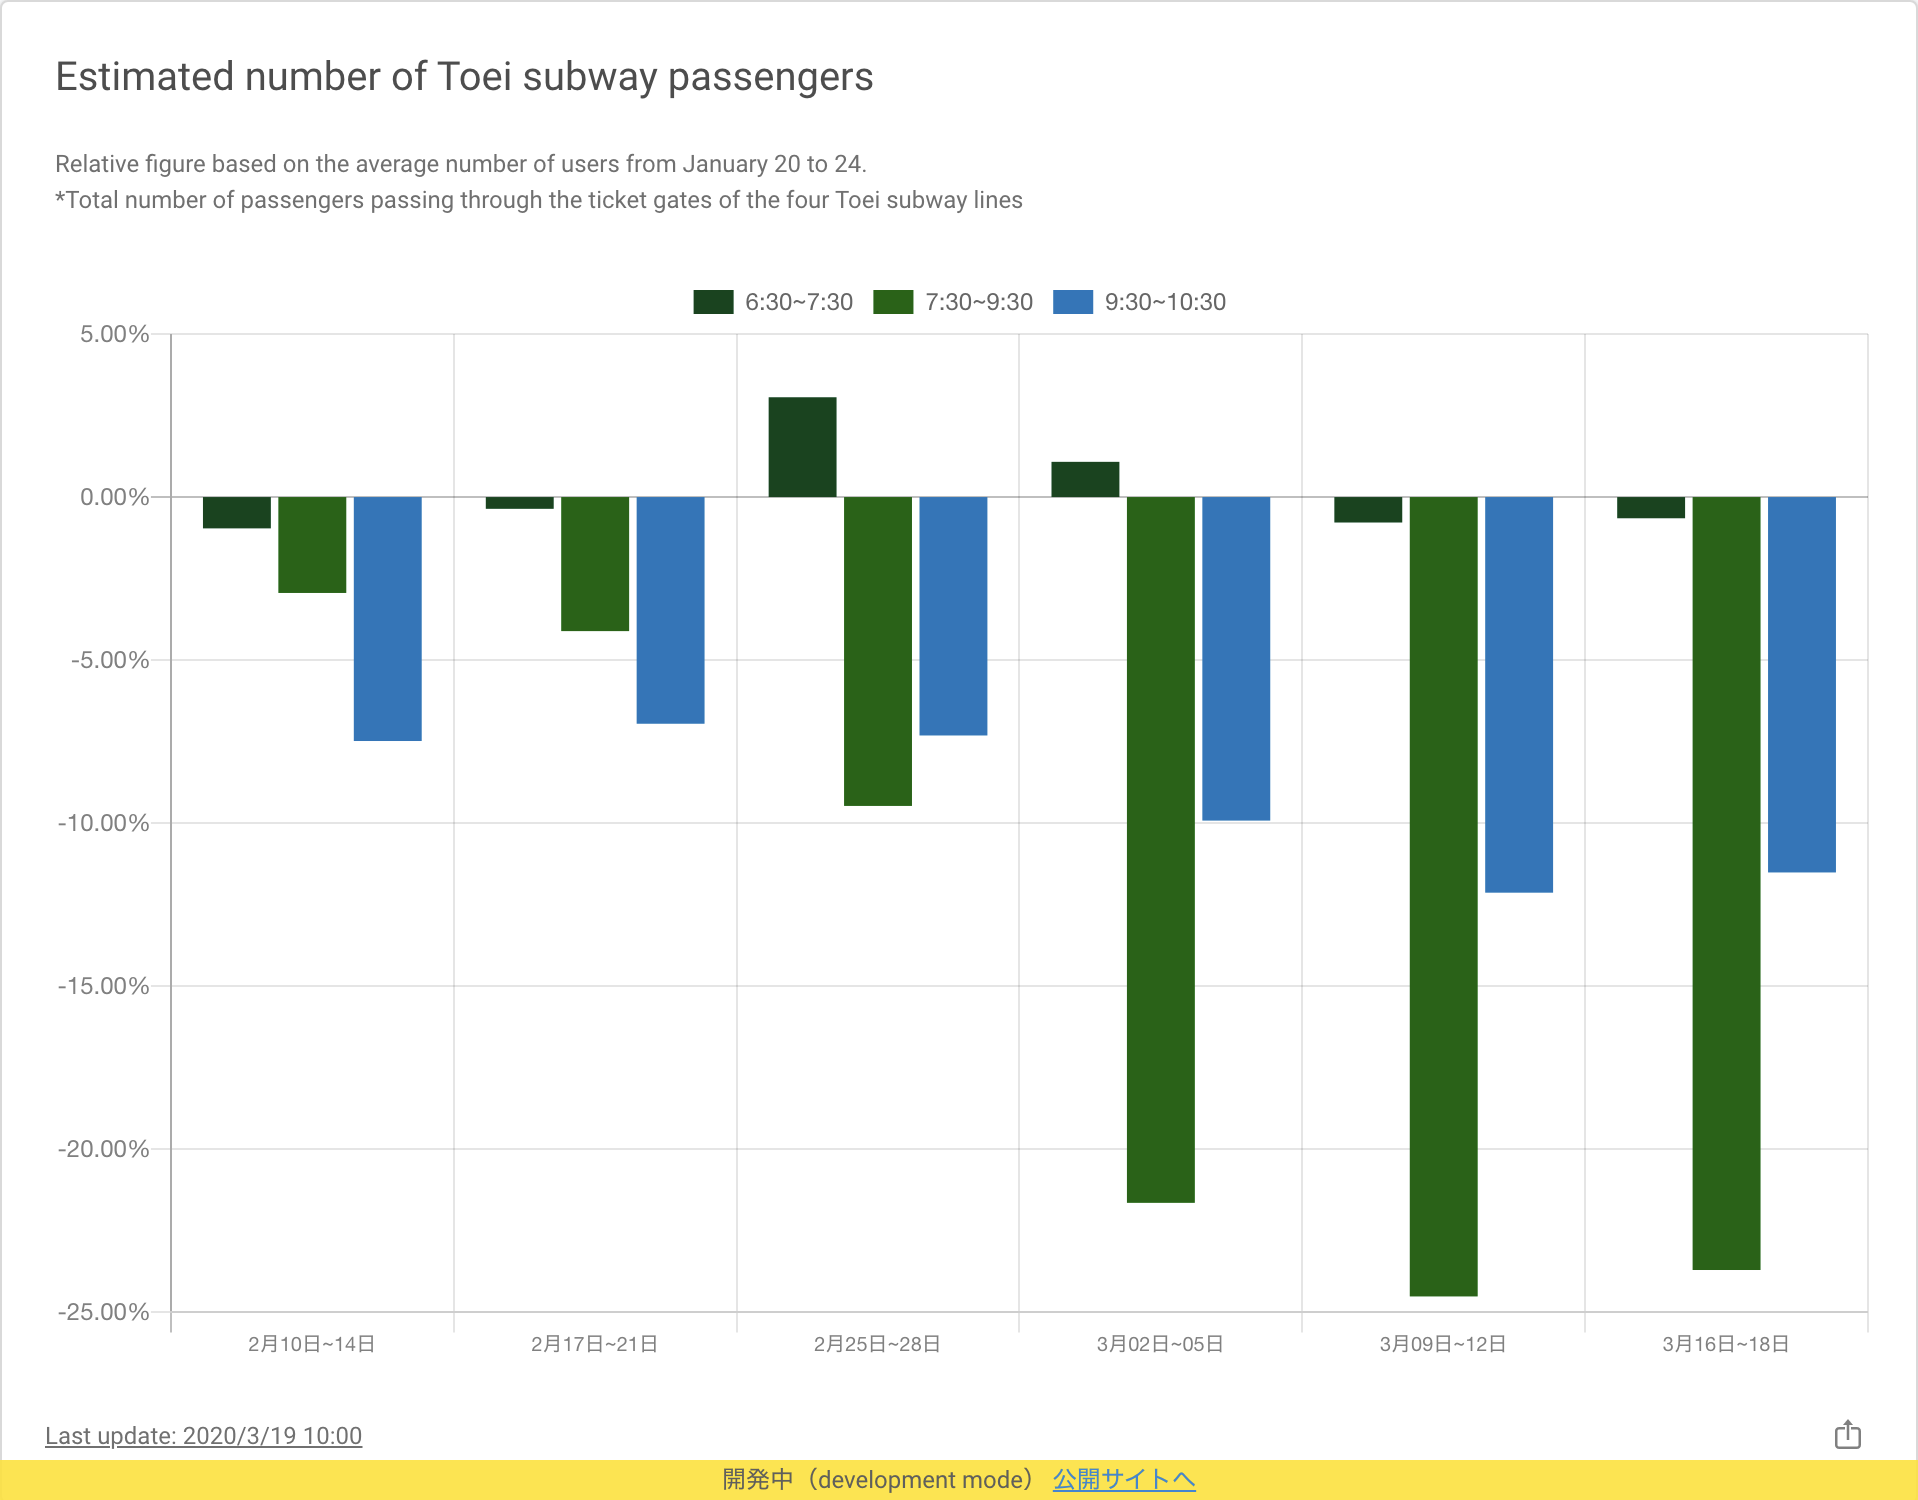 Estimated number of Toei subway passengers
Relative figure based on the average number of users from January 20 to 24.
*Total number of passengers passing through the ticket gates of the four Toei subway lines
6:30~7:30 7:30~9:30 9:30~10:30
5.00%
0.00%
-5.00%
-10.00%
-15.00%
-20.00%
-25.00%
2月10日~14日 2月17日~21日 2月25日~28日 3月02日~05日 3月09日~12日 3月16日~18日
Last update: 2020/3/19 10:00
開発中（development mode） 公開サイトへ